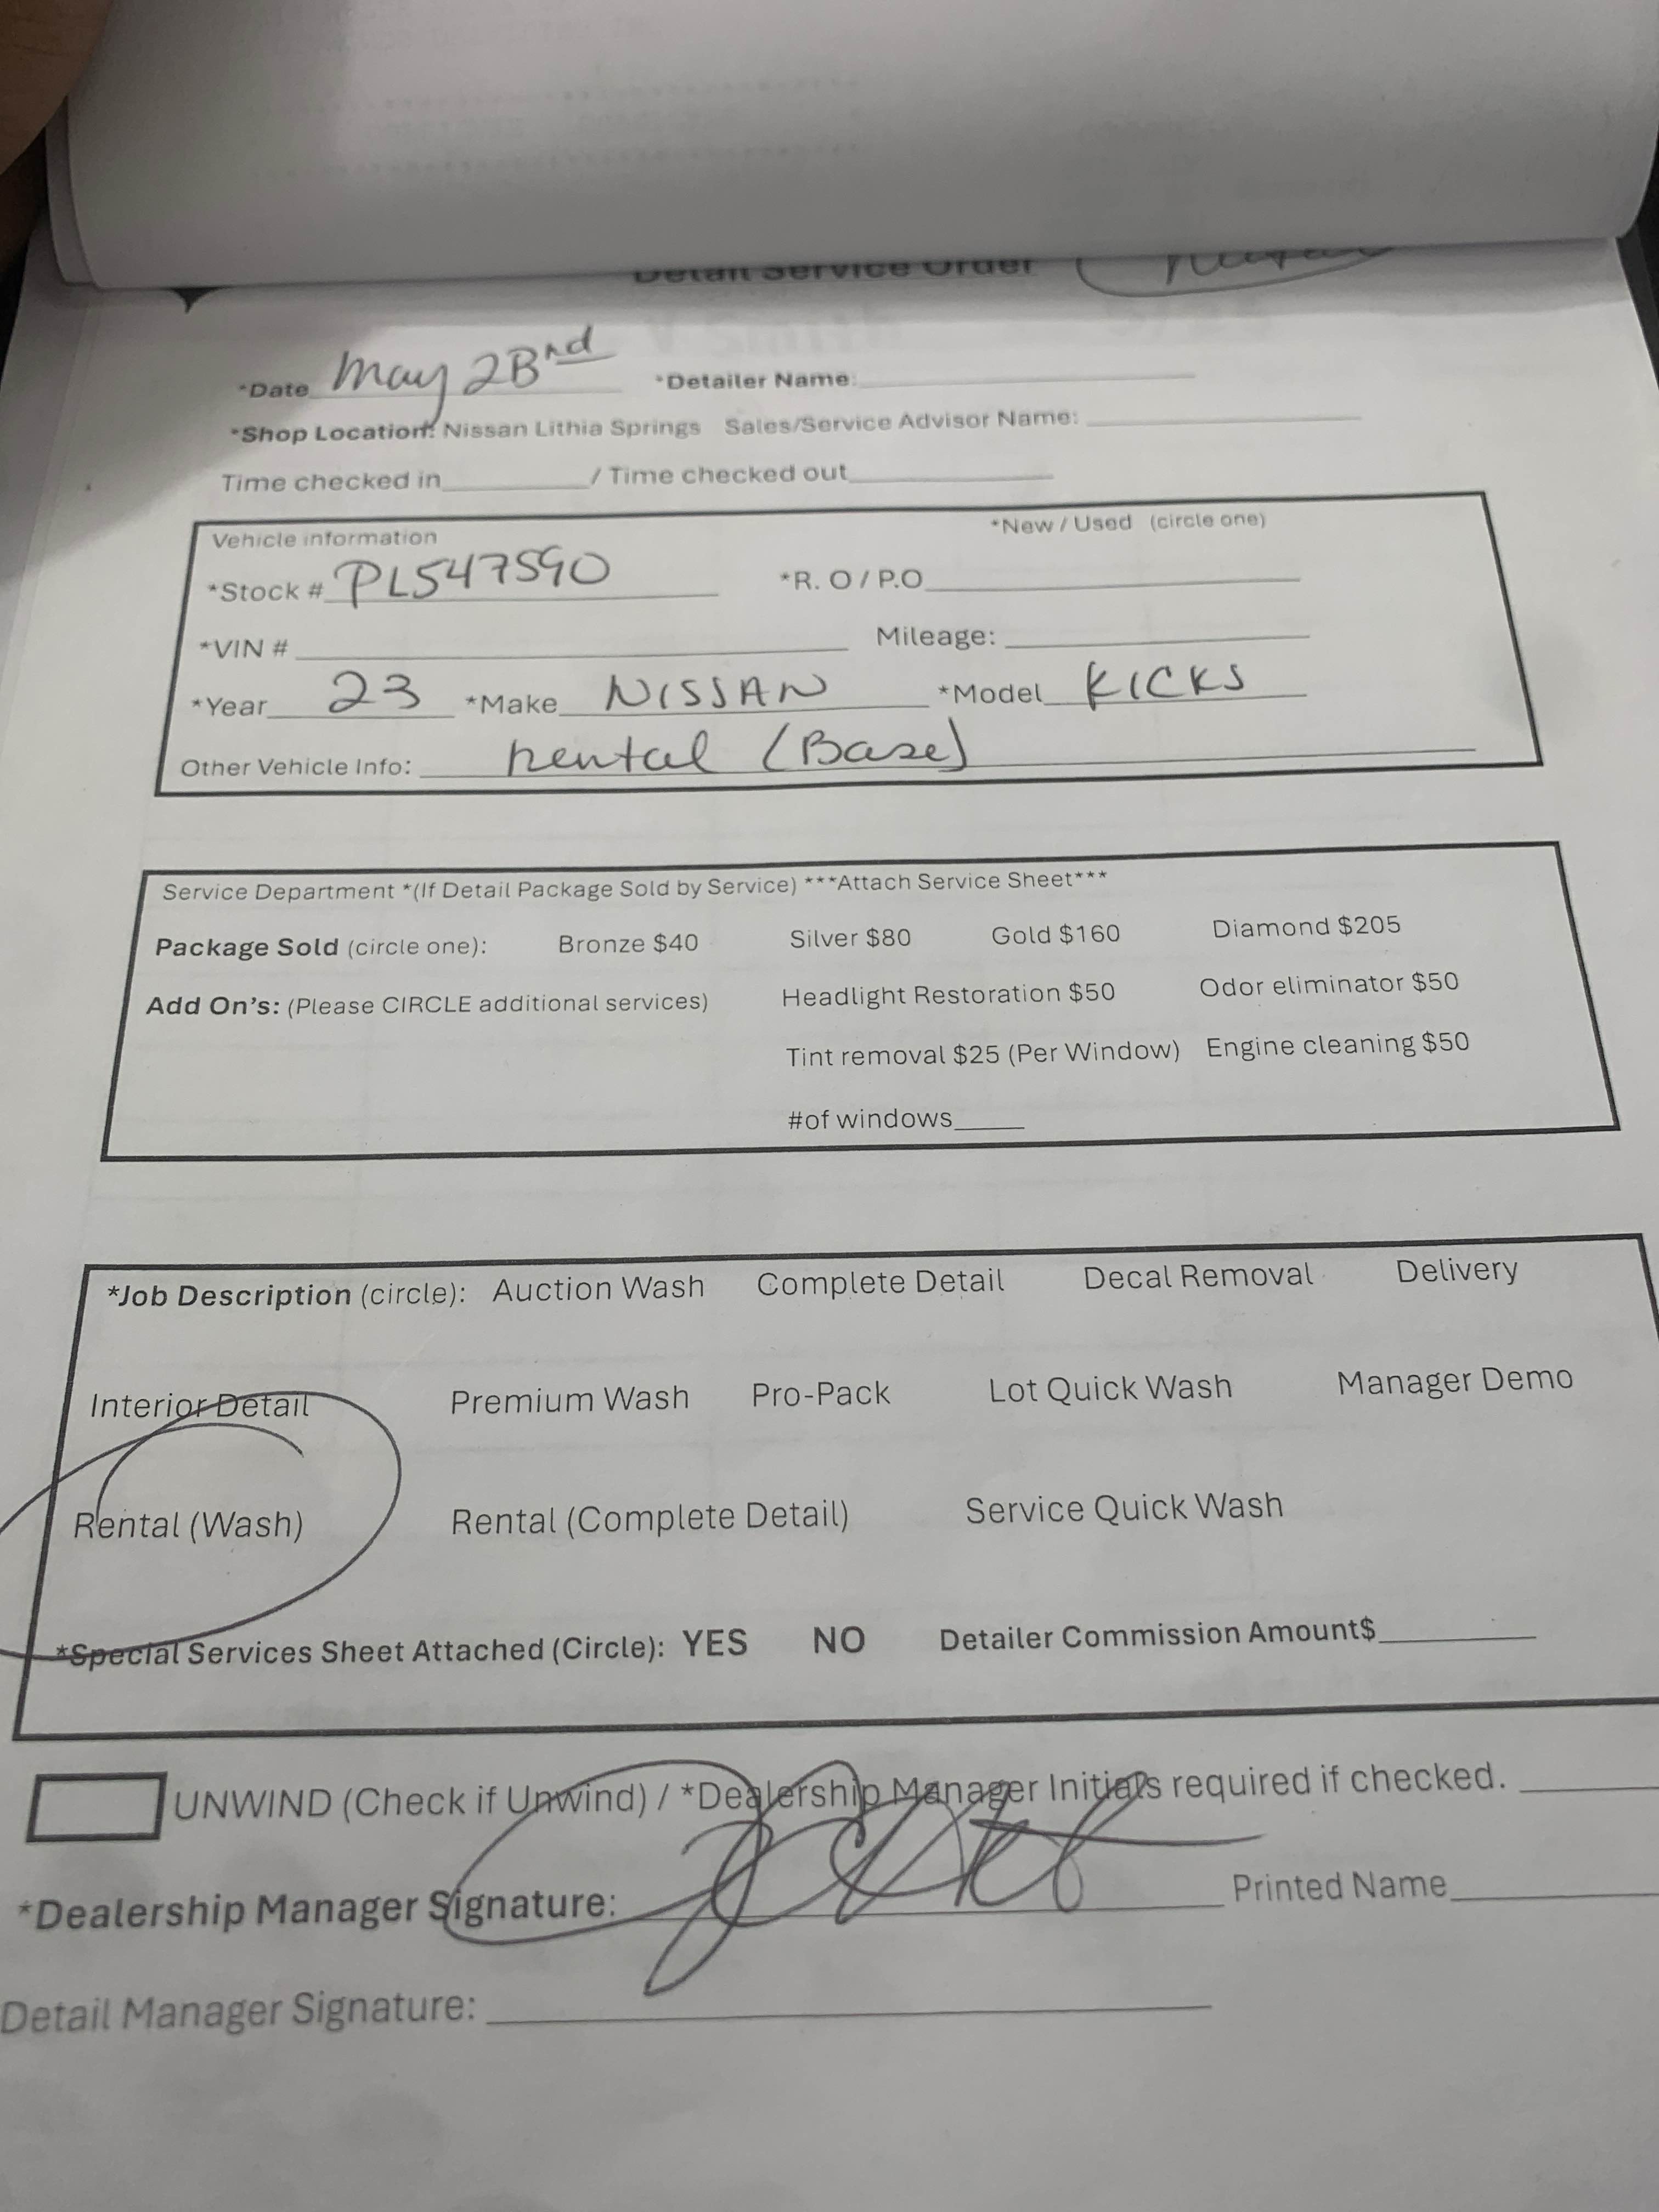 Detail Service Order
*Date May 23rd *Detailer Name:
*Shop Location: Nissan Lithia Springs Sales/Service Advisor Name:
Time checked in / Time checked out
Vehicle information *New / Used (circle one)
*Stock # PL547590 *R. O / P.O
*VIN # Mileage:
*Year 23 *Make NISSAN *Model KICKS
Other Vehicle Info: Rental (Base)
Service Department *(If Detail Package Sold by Service) ***Attach Service Sheet***
Package Sold (circle one): Bronze $40 Silver $80 Gold $160 Diamond $205
Add On's: (Please CIRCLE additional services) Headlight Restoration $50 Odor eliminator $50
Tint removal $25 (Per Window) Engine cleaning $50
#of windows
*Job Description (circle): Auction Wash Complete Detail Decal Removal Delivery
Interior Detail Premium Wash Pro-Pack Lot Quick Wash Manager Demo
Rental (Wash) Rental (Complete Detail) Service Quick Wash
*Special Services Sheet Attached (Circle): YES NO Detailer Commission Amount$
UNWIND (Check if Unwind) / *Dealership Manager Initials required if checked.
*Dealership Manager Signature: Printed Name
Detail Manager Signature: